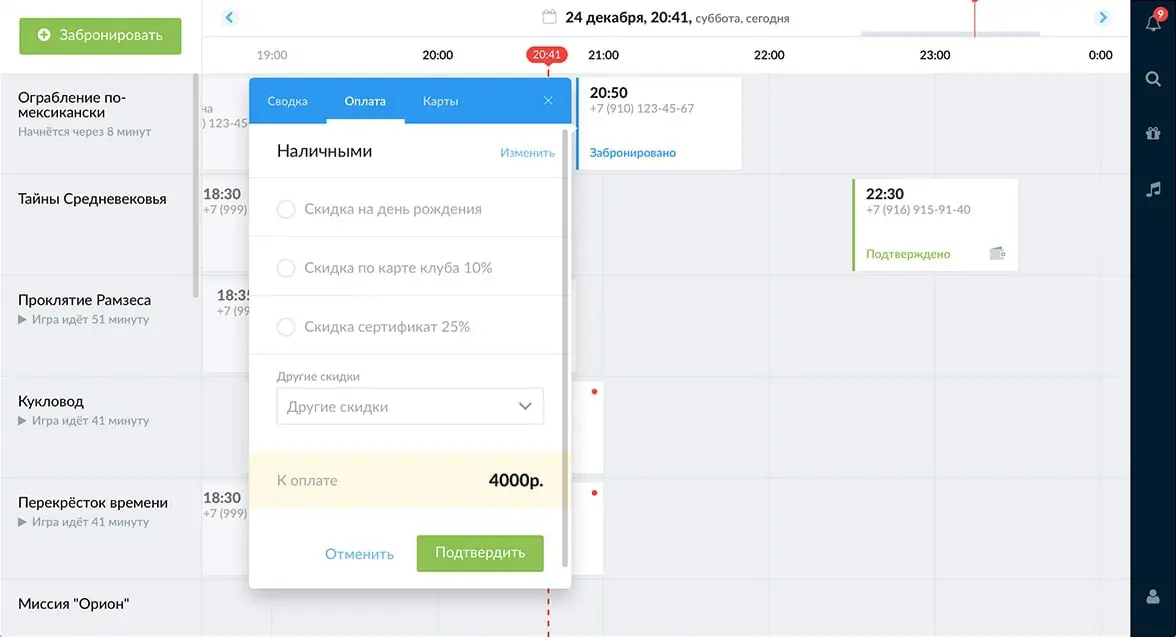 Забронировать
24 декабря, 20:41, суббота, сегодня
9
19:00
20:00
20:41
21:00
22:00
23:00
0:00
Ограбление по-
мексикански
Начнётся через 8 минут
на
) 123-45
Сводка
Оплата
Карты
20:50
+7 (910) 123-45-67
Забронировано
Наличными
Изменить
Тайны Средневековья
18:30
+7 (999)
Скидка на день рождения
Скидка по карте клуба 10%
22:30
+7 (916) 915-91-40
Подтверждено
Проклятие Рамзеса
Игра идёт 51 минуту
18:35
+7 (99
Скидка сертификат 25%
Другие скидки
Другие скидки
Кукловод
Игра идёт 41 минуту
К оплате
4000р.
Перекрёсток времени
Игра идёт 41 минуту
18:30
+7 (999)
Отменить
Подтвердить
Миссия "Орион"